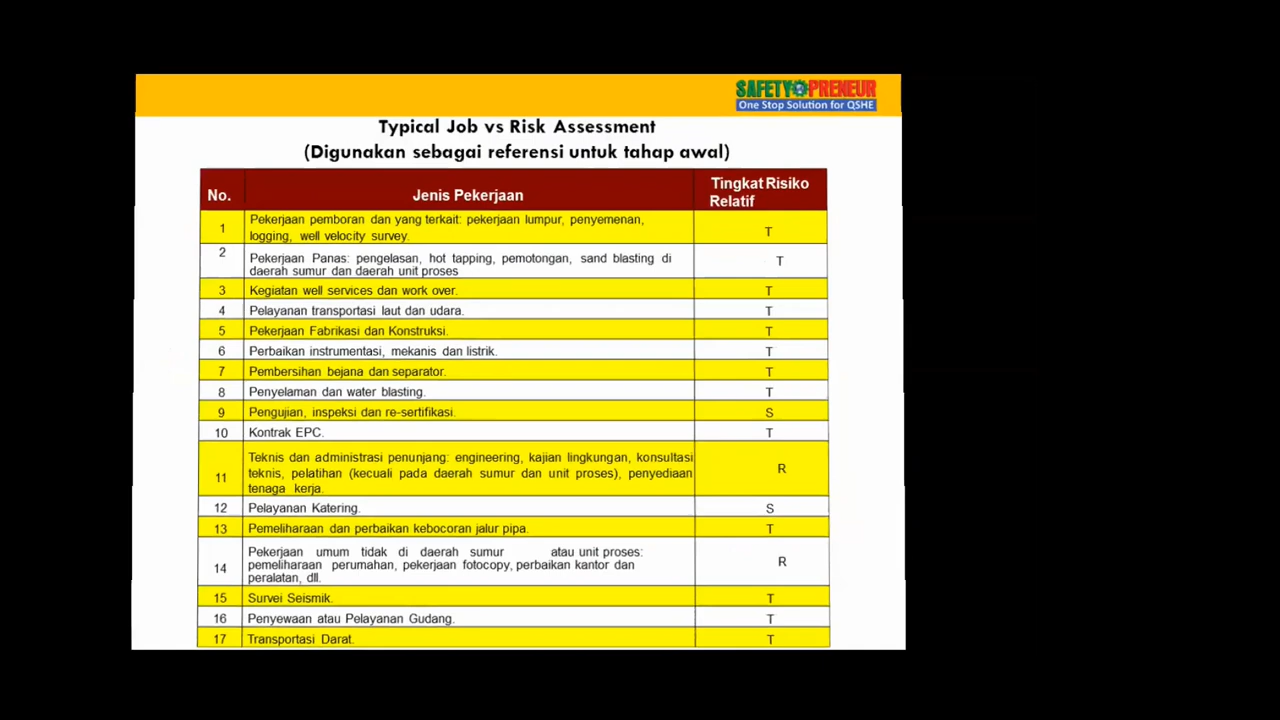 SAFETY PRENEUR
One Stop Solution for QSHE
Typical Job vs Risk Assessment
(Digunakan sebagai referensi untuk tahap awal)
No. Jenis Pekerjaan Tingkat Risiko Relatif
1 Pekerjaan pemboran dan yang terkait: pekerjaan lumpur, penyemenan,
logging, well velocity survey. T
2 Pekerjaan Panas: pengelasan, hot tapping, pemotongan, sand blasting di
daerah sumur dan daerah unit proses T
3 Kegiatan well services dan work over. T
4 Pelayanan transportasi laut dan udara. T
5 Pekerjaan Fabrikasi dan Konstruksi. T
6 Perbaikan instrumentasi, mekanis dan listrik. T
7 Pembersihan bejana dan separator. T
8 Penyelaman dan water blasting. T
9 Pengujian, inspeksi dan re-sertifikasi. S
10 Kontrak EPC. T
11 Teknis dan administrasi penunjang: engineering, kajian lingkungan, konsultasi
teknis, pelatihan (kecuali pada daerah sumur dan unit proses), penyediaan
tenaga kerja. R
12 Pelayanan Katering. S
13 Pemeliharaan dan perbaikan kebocoran jalur pipa. T
14 Pekerjaan umum tidak di daerah sumur atau unit proses:
pemeliharaan perumahan, pekerjaan fotocopy, perbaikan kantor dan
peralatan, dll. R
15 Survei Seismik. T
16 Penyewaan atau Pelayanan Gudang. T
17 Transportasi Darat. T